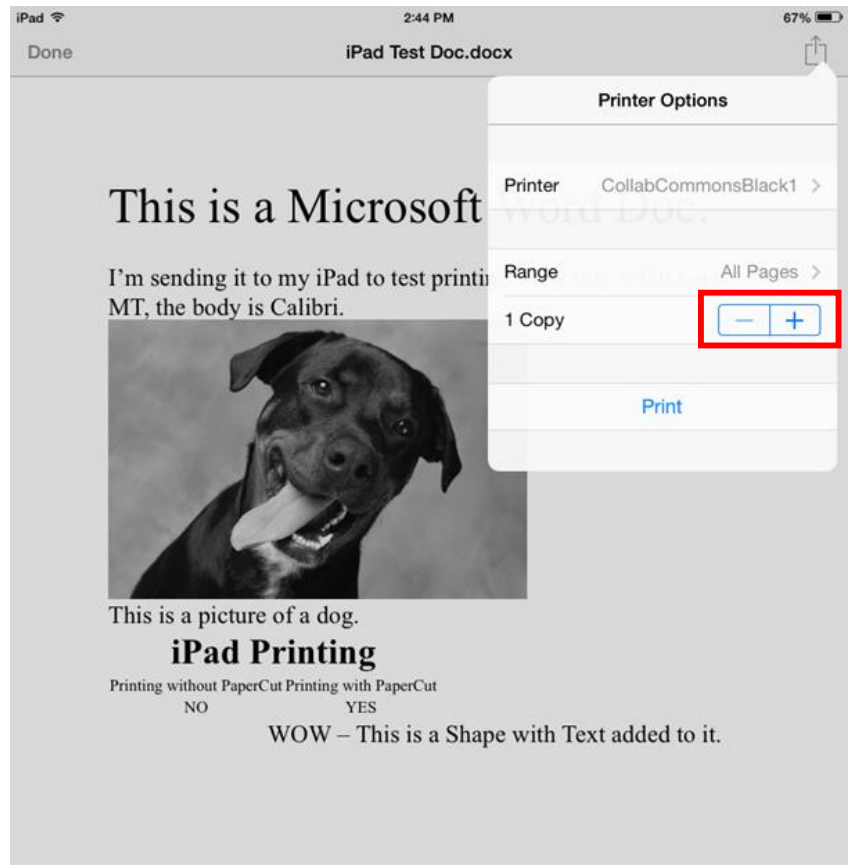 iPad 2:44 PM 67%
Done iPad Test Doc.docx
Printer Options
This is a Microsoft Word Doc.
Printer CollabCommonsBlack1 >
I'm sending it to my iPad to test printin
Range All Pages >
MT, the body is Calibri.
1 Copy − +
Print
This is a picture of a dog.
iPad Printing
Printing without PaperCut Printing with PaperCut
NO YES
WOW – This is a Shape with Text added to it.